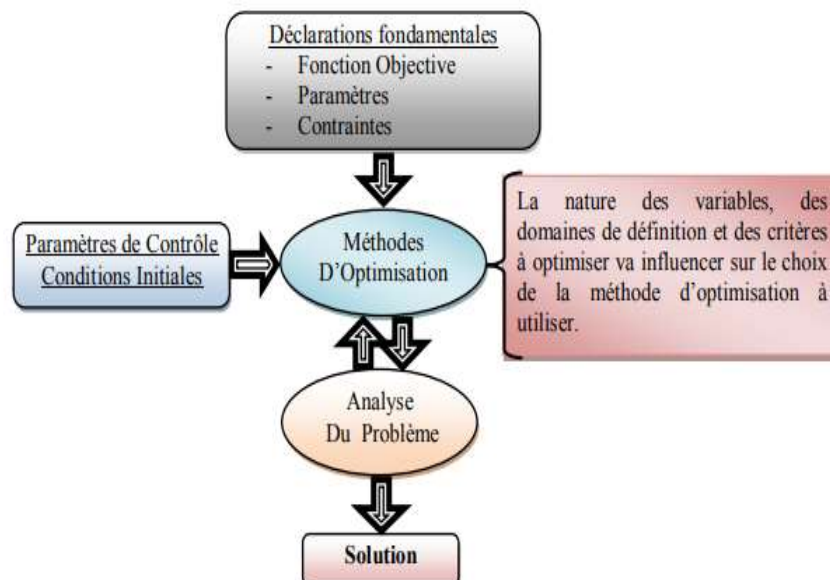 Déclarations fondamentales
- Fonction Objective
- Paramètres
- Contraintes
Paramètres de Contrôle
Conditions Initiales
Méthodes
D'Optimisation
La nature des variables, des
domaines de définition et des critères
à optimiser va influencer sur le choix
de la méthode d'optimisation à
utiliser.
Analyse
Du Problème
Solution